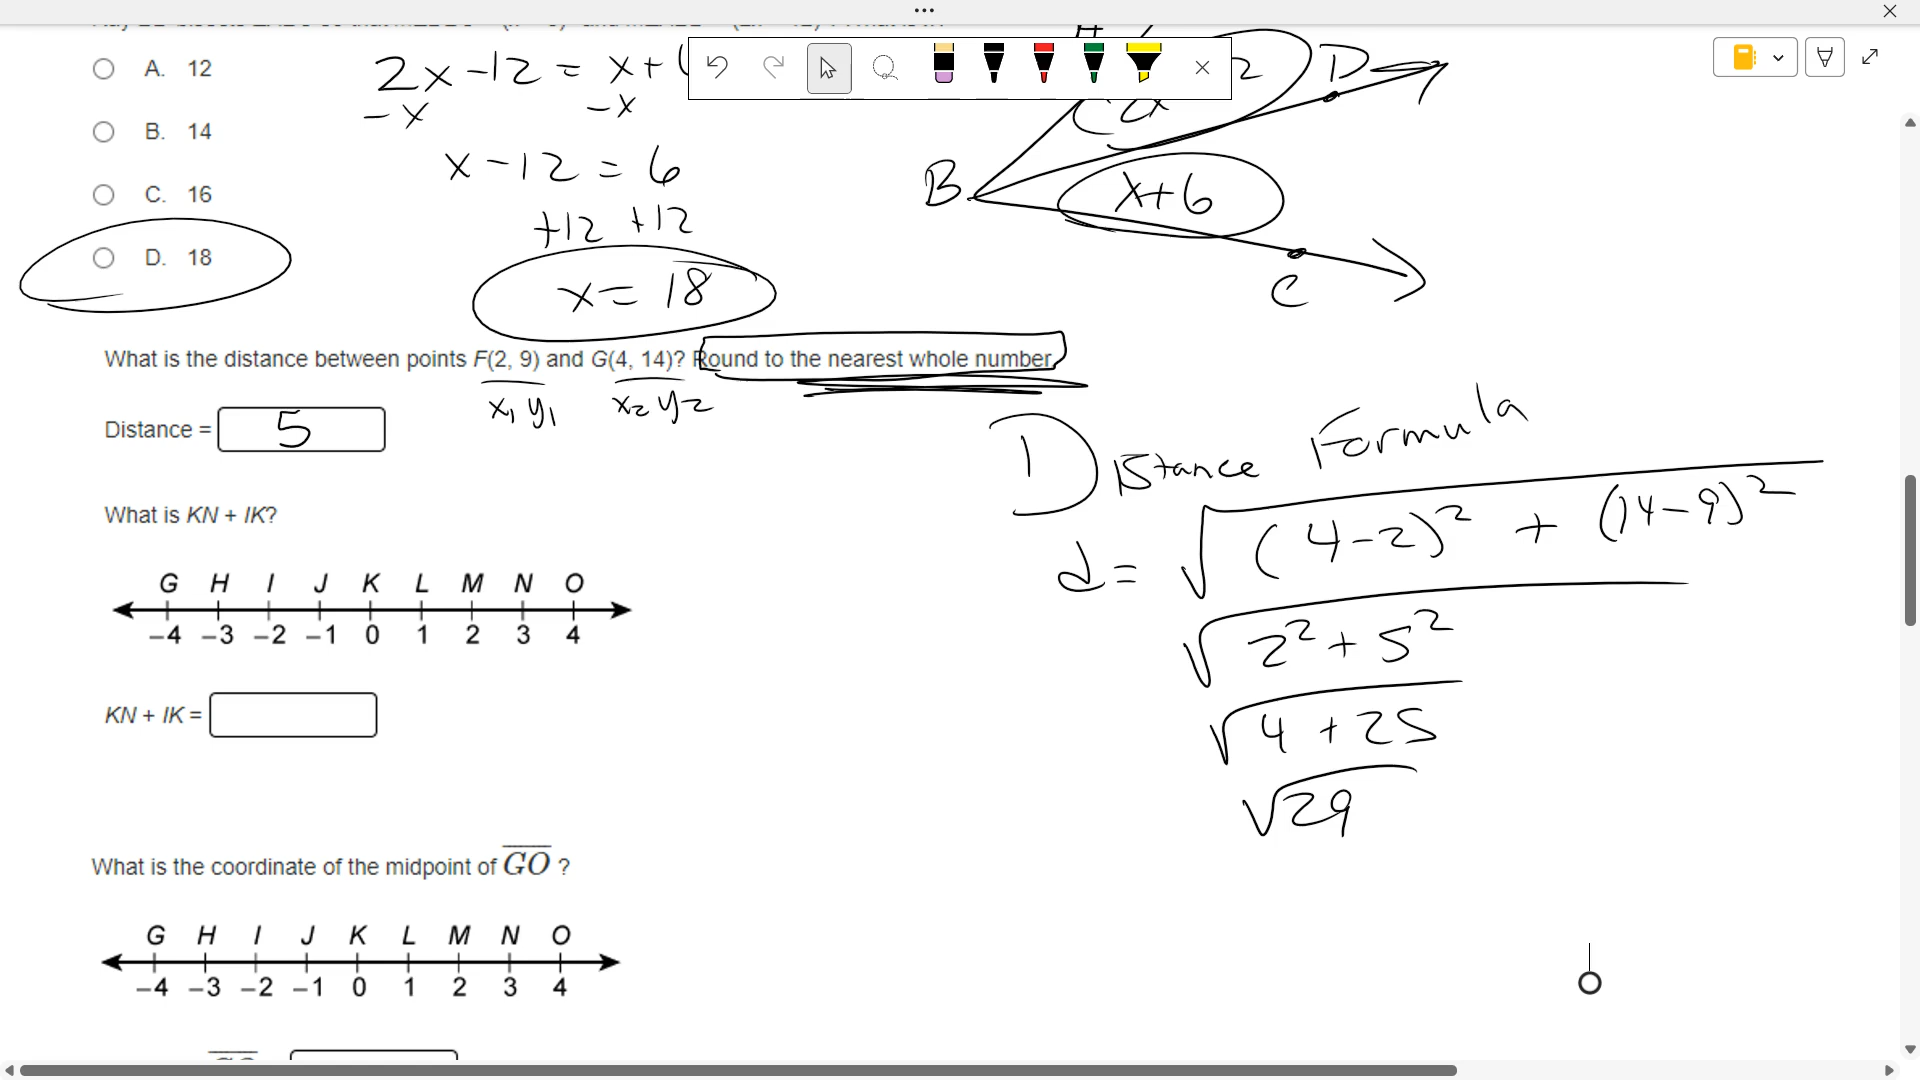 A. 12
2x - 12 = x +
-x -x
2 D
B. 14
x - 12 = 6
B x+6
C. 16
+12 +12
D. 18
x = 18
C
What is the distance between points F(2, 9) and G(4, 14)? Round to the nearest whole number.
x₁ y₁ x₂ y₂
Distance = 5
Distance Formula
d = √(4-2)² + (14-9)²
What is KN + IK?
G H I J K L M N O
–4 –3 –2 –1 0 1 2 3 4
√2² + 5²
KN + IK =
√4 + 25
√29
What is the coordinate of the midpoint of GO ?
G H I J K L M N O
–4 –3 –2 –1 0 1 2 3 4